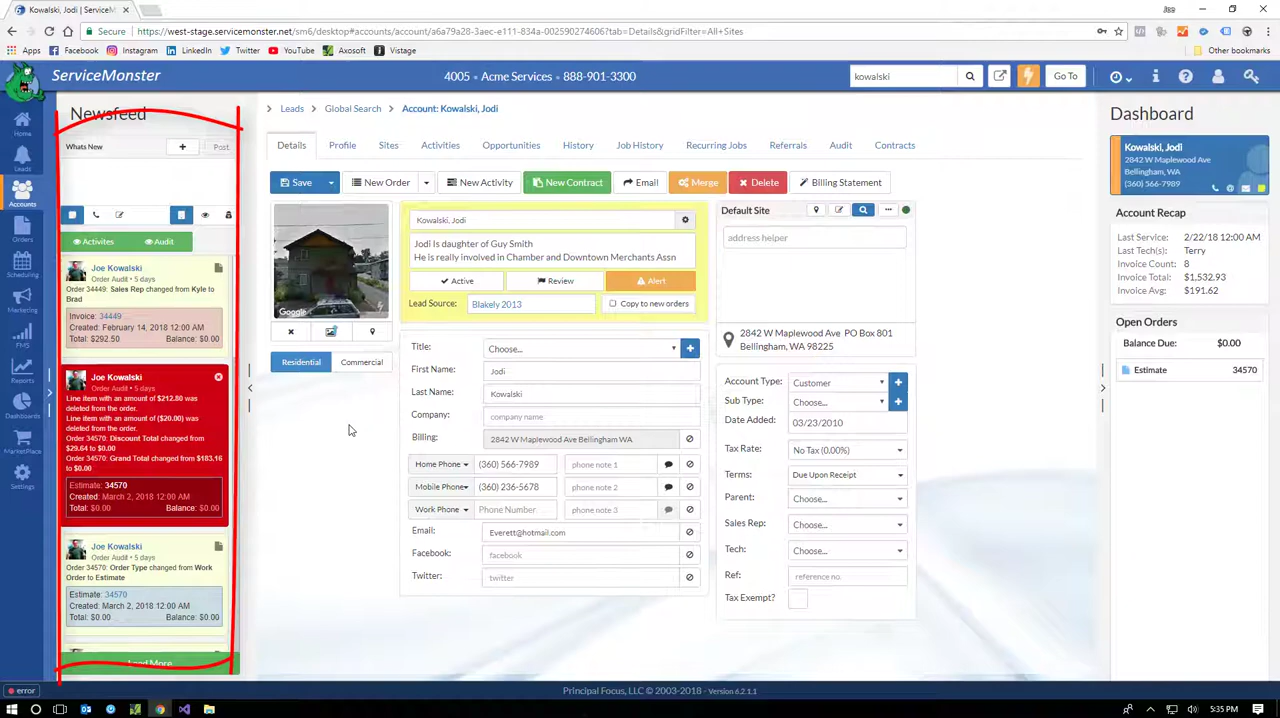 Kowalski, Jodi | ServiceM
Secure
https://west-stage.servicemonster.net/sm6/desktop#accounts/account/a6a79a28-3aec-e111-834a-002590274606?tab=Details&gridFilter=All+Sites
Apps Facebook Instagram LinkedIn Twitter YouTube Axosoft Vistage Other bookmarks
ServiceMonster
4005 • Acme Services • 888-901-3300
kowalski
Go To
Home
Leads
Accounts
Orders
Scheduling
Marketing
FMS
Reports
Dashboards
MarketPlace
Settings
Newsfeed
Whats New
+ Post
Activites Audit
Joe Kowalski
Order Audit • 5 days
Order 34449: Sales Rep changed from Kyle to
Brad
Invoice: 34449
Created: February 14, 2018 12:00 AM
Total: $292.50 Balance: $0.00
Joe Kowalski
Order Audit • 5 days
Line item with an amount of $212.80 was
deleted from the order.
Line item with an amount of ($20.00) was
deleted from the order.
Order 34570: Discount Total changed from
$29.64 to $0.00
Order 34570: Grand Total changed from $183.16
to $0.00
Estimate: 34570
Created: March 2, 2018 12:00 AM
Total: $0.00 Balance: $0.00
Joe Kowalski
Order Audit • 5 days
Order 34570: Order Type changed from Work
Order to Estimate
Estimate: 34570
Created: March 2, 2018 12:00 AM
Total: $0.00 Balance: $0.00
Load More
Leads Global Search Account: Kowalski, Jodi
Details Profile Sites Activities Opportunities History Job History Recurring Jobs Referrals Audit Contracts
Save New Order New Activity New Contract Email Merge Delete Billing Statement
Google
Residential Commercial
Kowalski, Jodi
Jodi Is daughter of Guy Smith
He is really involved in Chamber and Downtown Merchants Assn
Active Review Alert
Lead Source: Blakely 2013 Copy to new orders
Title: Choose...
First Name: Jodi
Last Name: Kowalski
Company: company name
Billing: 2842 W Maplewood Ave Bellingham WA
Home Phone (360) 566-7989 phone note 1
Mobile Phone (360) 236-5678 phone note 2
Work Phone Phone Number phone note 3
Email: Everett@hotmail.com
Facebook: facebook
Twitter: twitter
Default Site
address helper
2842 W Maplewood Ave PO Box 801
Bellingham, WA 98225
Account Type: Customer
Sub Type: Choose...
Date Added: 03/23/2010
Tax Rate: No Tax (0.000%)
Terms: Due Upon Receipt
Parent: Choose...
Sales Rep: Choose...
Tech: Choose...
Ref: reference no.
Tax Exempt?
Dashboard
Kowalski, Jodi
2842 W Maplewood Ave
Bellingham, WA
(360) 566-7989
Account Recap
Last Service: 2/22/18 12:00 AM
Last Tech(s): Terry
Invoice Count: 8
Invoice Total: $1,532.93
Invoice Avg: $191.62
Open Orders
Balance Due: $0.00
Estimate 34570
error
Principal Focus, LLC © 2003-2018 - Version 6.2.1.1
5:35 PM